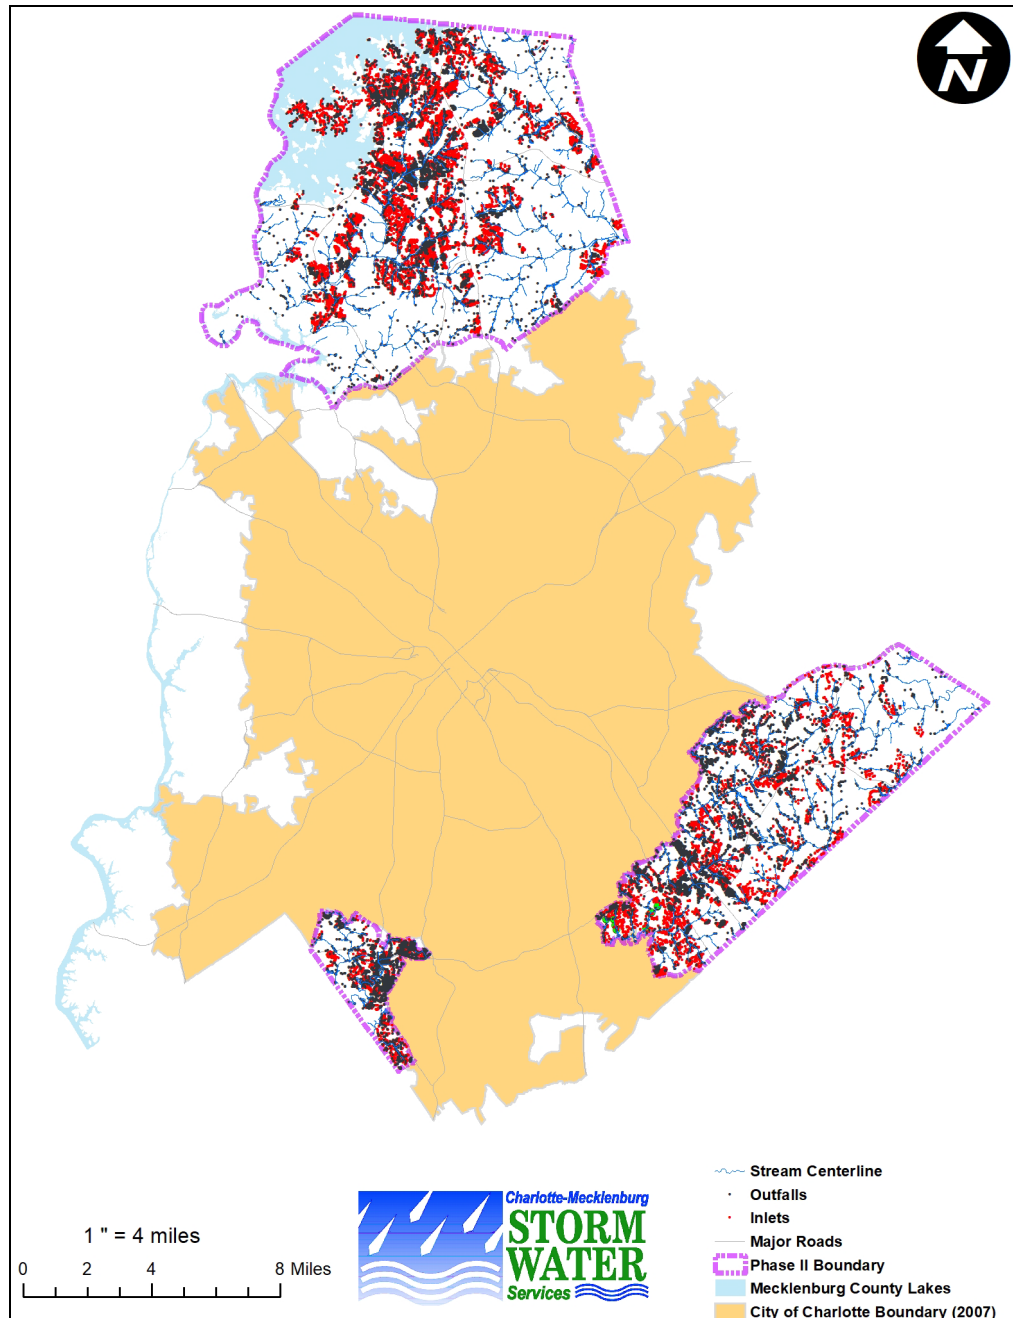 N
Stream Centerline
Outfalls
Inlets
Major Roads
Phase II Boundary
Mecklenburg County Lakes
City of Charlotte Boundary (2007)
Charlotte-Mecklenburg
STORM
WATER
Services
1 " = 4 miles
0 2 4 8 Miles